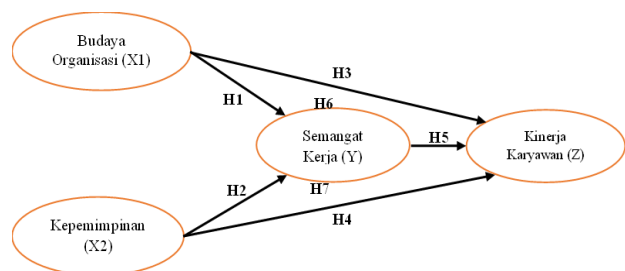 Budaya
Organisasi (X1)
H3
H1
H6
Semangat
Kerja (Y)
H5
Kinerja
Karyawan (Z)
H2
H7
H4
Kepemimpinan
(X2)